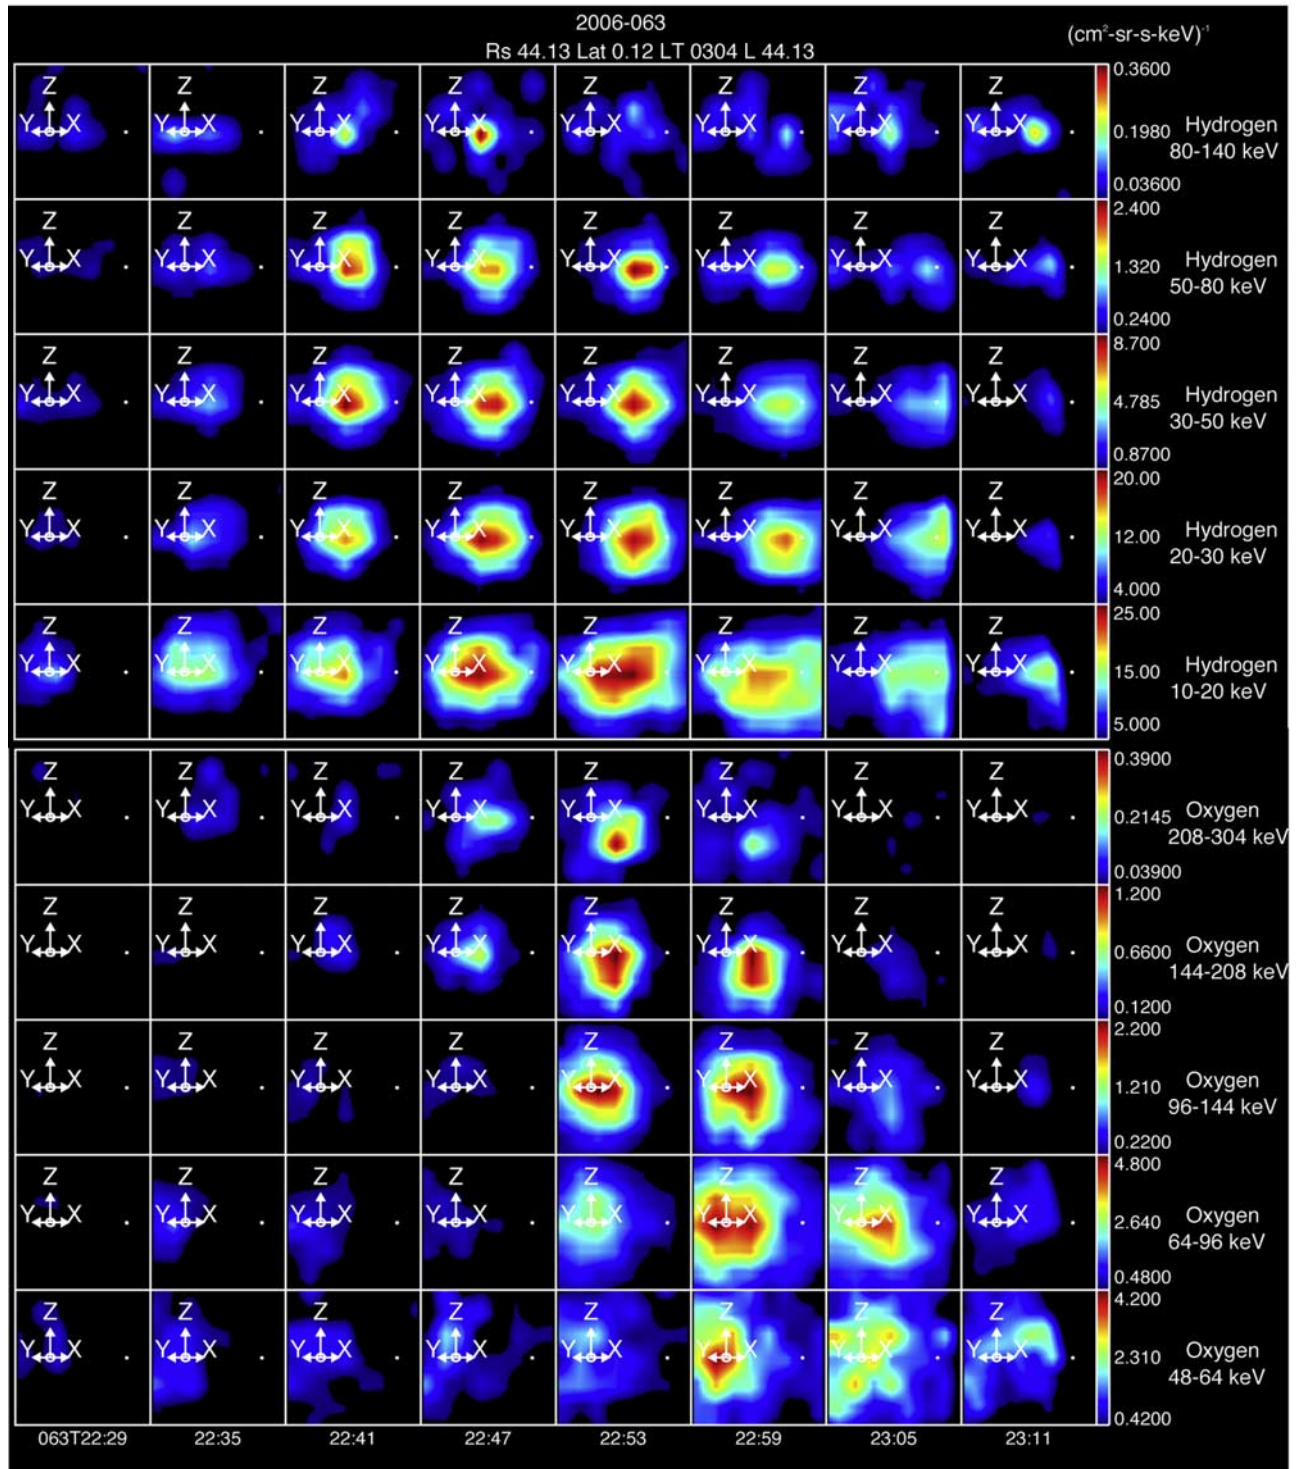 2006-063
Rs 44.13 Lat 0.12 LT 0304 L 44.13
(cm²-sr-s-keV)⁻¹
Z Z Z Z Z Z Z Z
Y X Y X Y X Y X Y X Y X Y X Y X
0.3600
0.1980
0.03600
Hydrogen
80-140 keV
Z Z Z Z Z Z Z Z
Y X Y X Y X Y X Y X Y X Y X Y X
2.400
1.320
0.2400
Hydrogen
50-80 keV
Z Z Z Z Z Z Z Z
Y X Y X Y X Y X Y X Y X Y X Y X
8.700
4.785
0.8700
Hydrogen
30-50 keV
Z Z Z Z Z Z Z Z
Y X Y X Y X Y X Y X Y X Y X Y X
20.00
12.00
4.000
Hydrogen
20-30 keV
Z Z Z Z Z Z Z Z
Y X Y X Y X Y X Y X Y X Y X Y X
25.00
15.00
5.000
Hydrogen
10-20 keV
Z Z Z Z Z Z Z Z
Y X Y X Y X Y X Y X Y X Y X Y X
0.3900
0.2145
0.03900
Oxygen
208-304 keV
Z Z Z Z Z Z Z Z
Y X Y X Y X Y X Y X Y X Y X Y X
1.200
0.6600
0.1200
Oxygen
144-208 keV
Z Z Z Z Z Z Z Z
Y X Y X Y X Y X Y X Y X Y X Y X
2.200
1.210
0.2200
Oxygen
96-144 keV
Z Z Z Z Z Z Z Z
Y X Y X Y X Y X Y X Y X Y X Y X
4.800
2.640
0.4800
Oxygen
64-96 keV
Z Z Z Z Z Z Z Z
Y X Y X Y X Y X Y X Y X Y X Y X
4.200
2.310
0.4200
Oxygen
48-64 keV
063T22:29 22:35 22:41 22:47 22:53 22:59 23:05 23:11